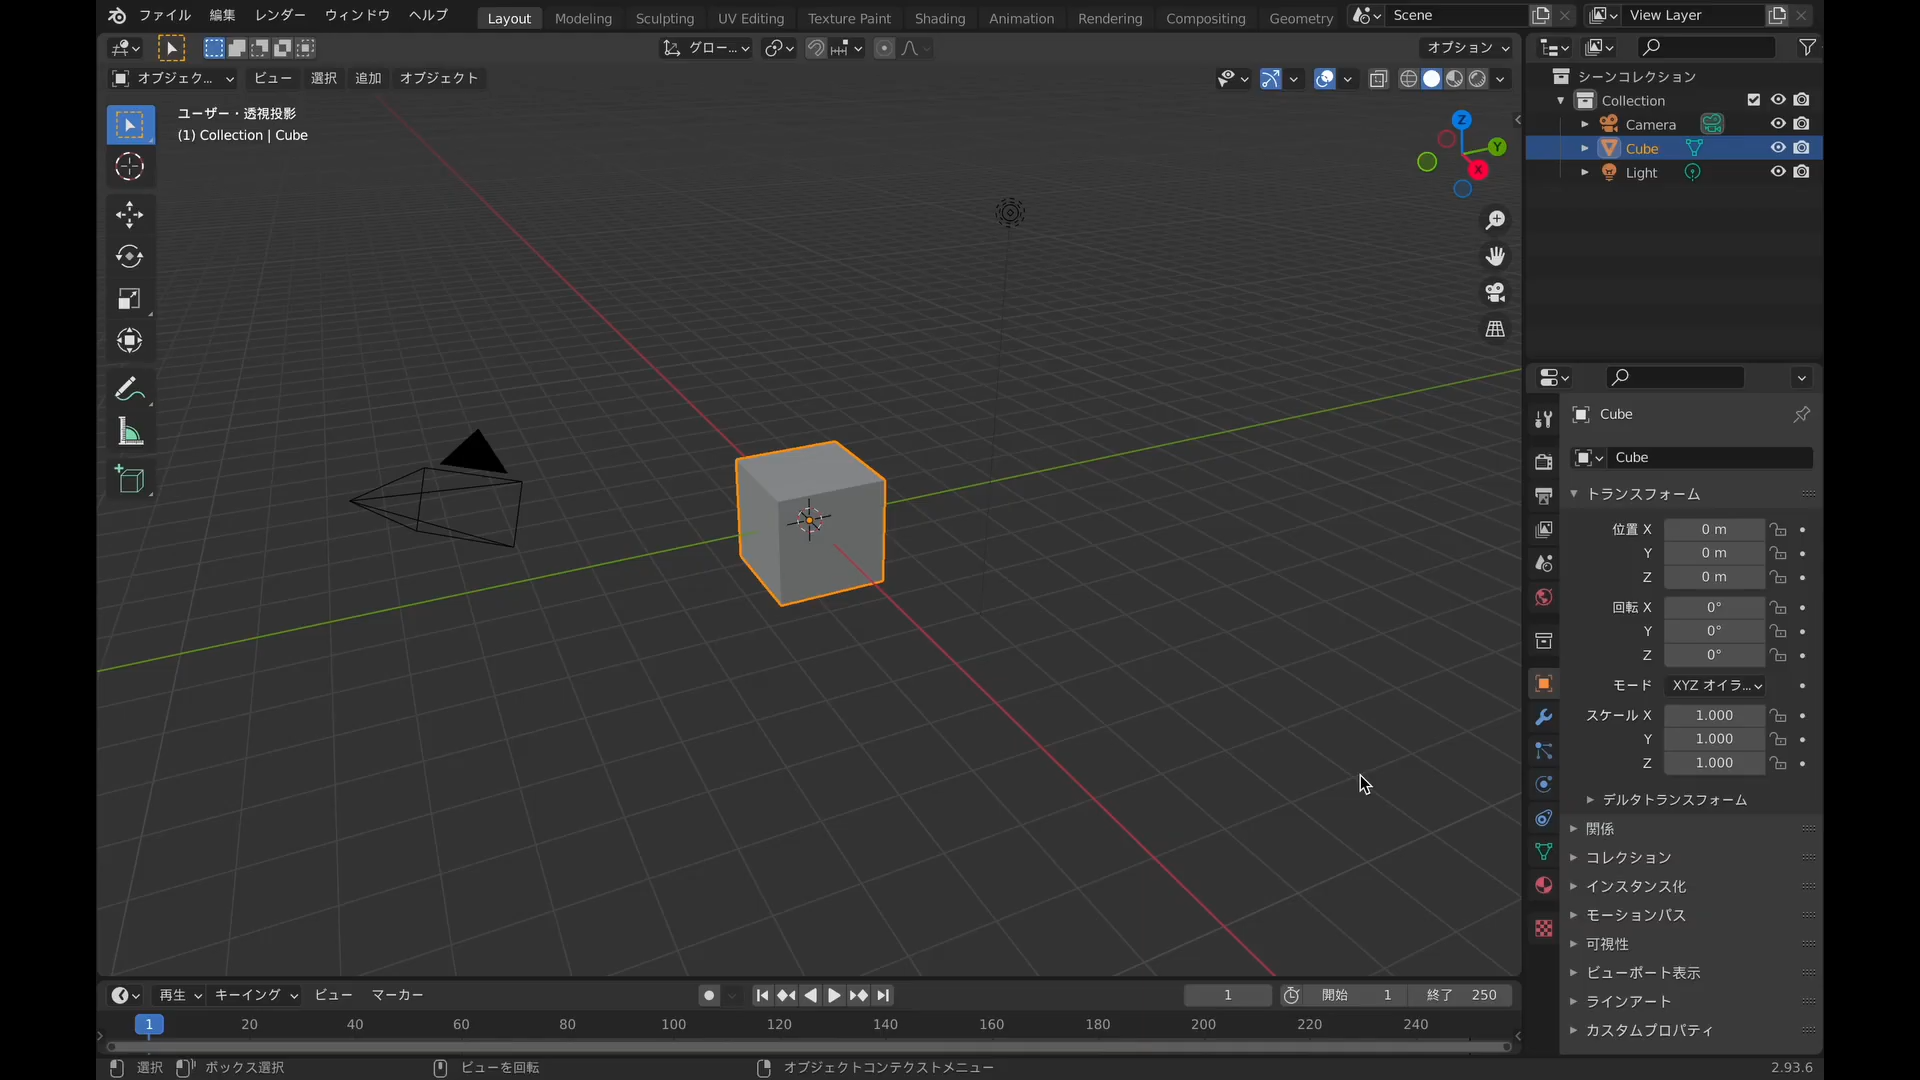 ファイル 編集 レンダー ウィンドウ ヘルプ Layout Modeling Sculpting UV Editing Texture Paint Shading Animation Rendering Compositing Geometry Scene View Layer
グロー... オプション
オブジェク... ビュー 選択 追加 オブジェクト
ユーザー・透視投影
(1) Collection | Cube
Z
Y
X
シーンコレクション
Collection
Camera
Cube
Light
Cube
Cube
トランスフォーム
位置 X 0 m
Y 0 m
Z 0 m
回転 X 0°
Y 0°
Z 0°
モード XYZ オイラ...
スケール X 1.000
Y 1.000
Z 1.000
デルタトランスフォーム
関係
コレクション
インスタンス化
モーションパス
可視性
ビューポート表示
ラインアート
カスタムプロパティ
再生 キーイング ビュー マーカー 1 開始 1 終了 250
1 20 40 60 80 100 120 140 160 180 200 220 240
選択 ボックス選択 ビューを回転 オブジェクトコンテクストメニュー 2.93.6